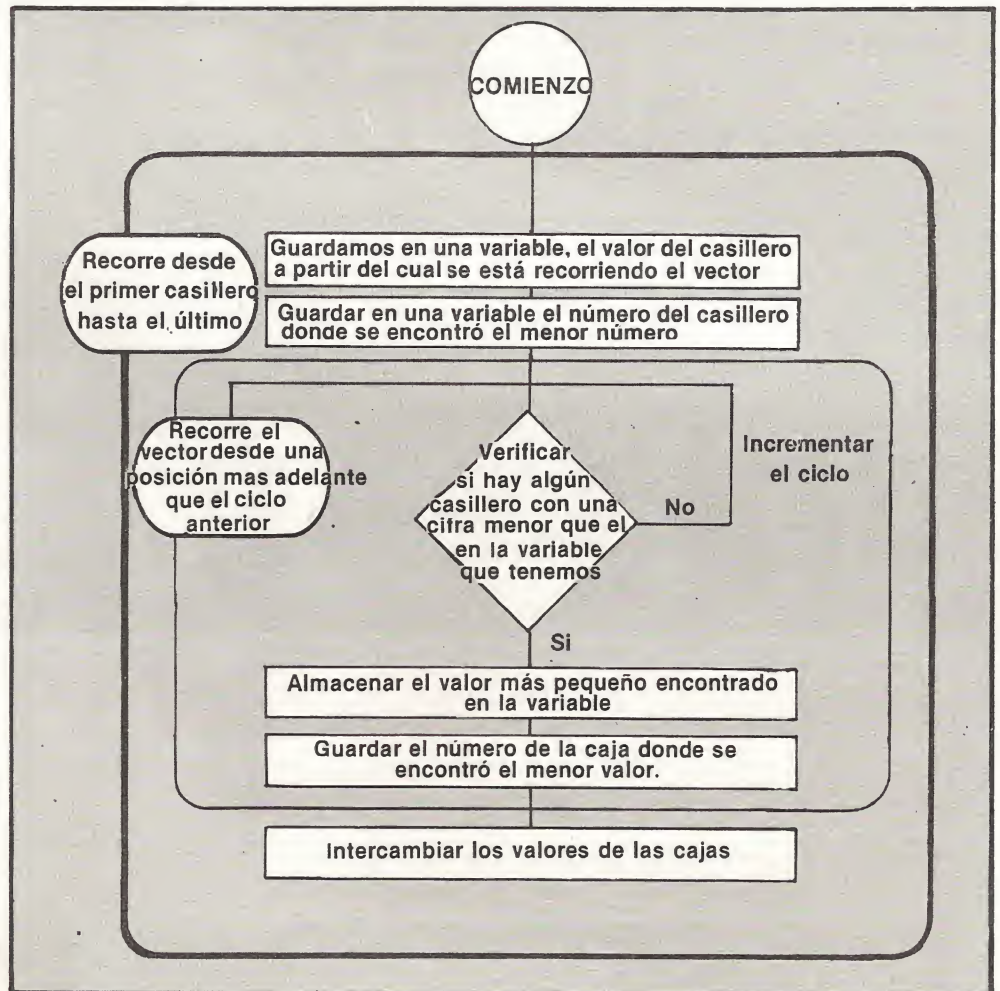 COMIENZO
Recorre desde
el primer casillero
hasta el último
Guardamos en una variable, el valor del casillero
a partir del cual se está recorriendo el vector
Guardar en una variable el número del casillero
donde se encontró el menor número
Recorre el
vector desde una
posición mas adelante
que el ciclo
anterior
Verificar
si hay algún
casillero con una
cifra menor que el
en la variable
que tenemos
No
Incrementar
el ciclo
Si
Almacenar el valor más pequeño encontrado
en la variable
Guardar el número de la caja donde se
encontró el menor valor.
Intercambiar los valores de las cajas